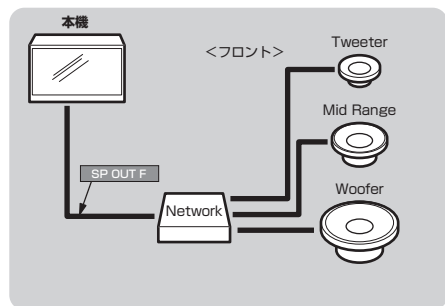 本機
<フロント>
Tweeter
Mid Range
SP OUT F
Network
Woofer